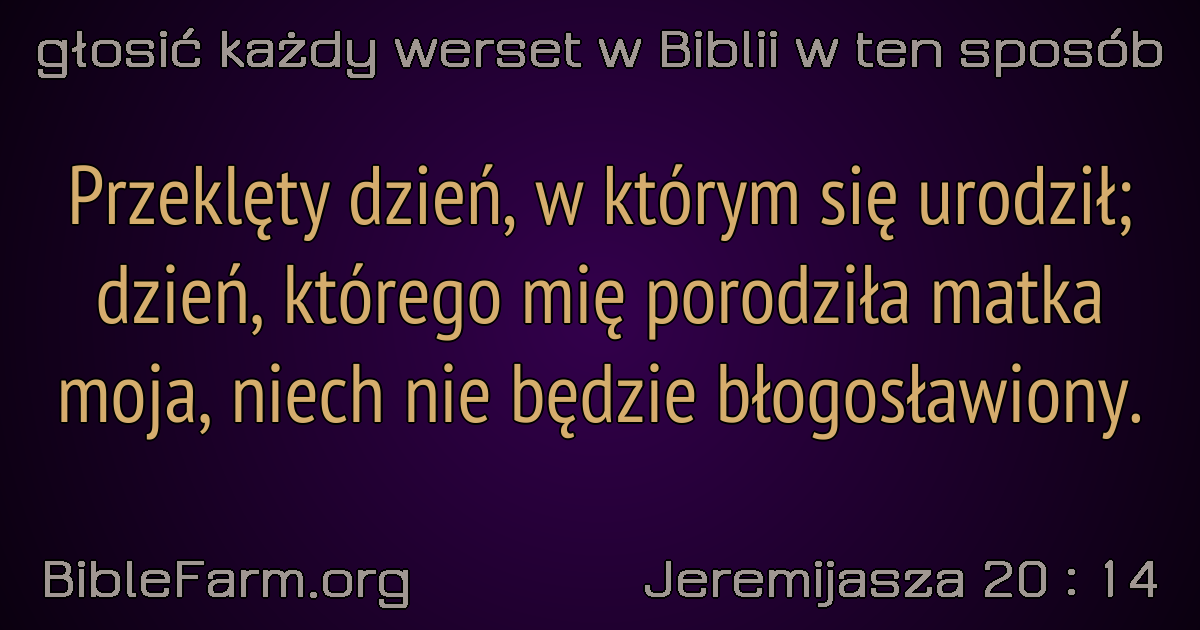 głosić każdy werset w Biblii w ten sposób
Przeklęty dzień, w którym się urodził;
dzień, którego mię porodziła matka
moja, niech nie będzie błogosławiony.
BibleFarm.org
Jeremijasza 20 : 14